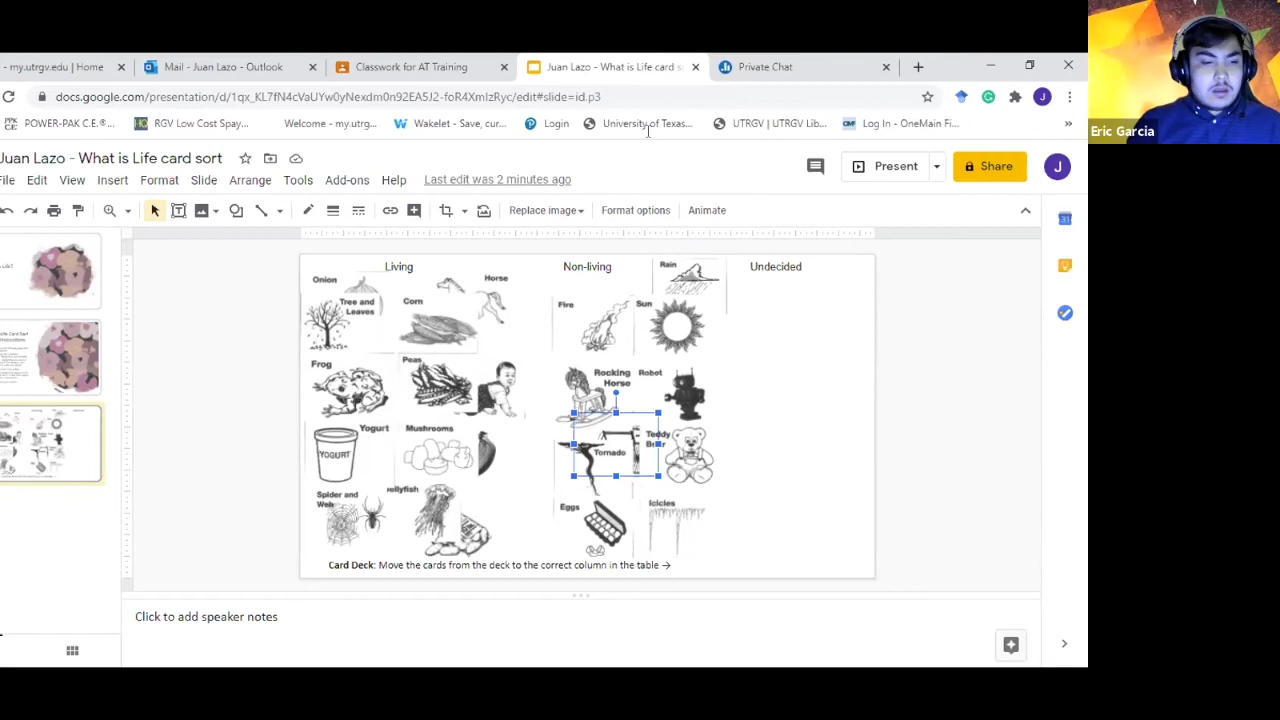 - my.utrgv.edu | Home
Mail - Juan Lazo - Outlook
Classwork for AT Training
Juan Lazo - What is Life card s
Private Chat
docs.google.com/presentation/d/1qx_KL7fN4cVaUYw0yNexdm0n92EA5J2-foR4XmIzRyc/edit#slide=id.p3
POWER-PAK C.E.®...
RGV Low Cost Spay...
Welcome - my.utrg...
Wakelet - Save, cur...
Login
University of Texas...
UTRGV | UTRGV Lib...
Log In - OneMain Fi...
Eric Garcia
Juan Lazo - What is Life card sort
File Edit View Insert Format Slide Arrange Tools Add-ons Help
Last edit was 2 minutes ago
Present
Share
J
Replace image
Format options
Animate
Living
Non-living
Undecided
Rain
Onion
Horse
Tree and
Leaves
Corn
Fire
Sun
Frog
Peas
Rocking
Horse
Robot
Yogurt
YOGURT
Mushrooms
Tornado
Teddy
Bear
Spider and
Web
Jellyfish
Eggs
Icicles
Card Deck: Move the cards from the deck to the correct column in the table →
Click to add speaker notes